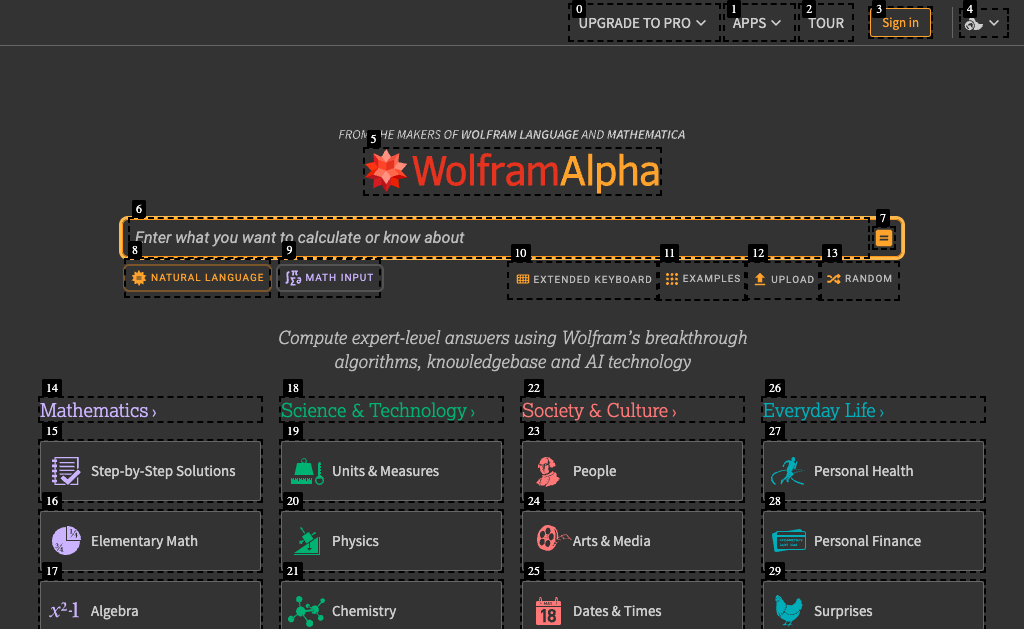 0
UPGRADE TO PRO
1
APPS
2
TOUR
3
Sign in
4
FROM THE MAKERS OF WOLFRAM LANGUAGE AND MATHEMATICA
5
WolframAlpha
6
7
Enter what you want to calculate or know about
=
8
NATURAL LANGUAGE
9
MATH INPUT
10
EXTENDED KEYBOARD
11
EXAMPLES
12
UPLOAD
13
RANDOM
Compute expert-level answers using Wolfram's breakthrough
algorithms, knowledgebase and AI technology
14
Mathematics ›
15
Step-by-Step Solutions
16
Elementary Math
17
x²-1 Algebra
18
Science & Technology ›
19
Units & Measures
20
Physics
21
Chemistry
22
Society & Culture ›
23
People
24
Arts & Media
25
18 Dates & Times
26
Everyday Life ›
27
Personal Health
28
Personal Finance
29
Surprises